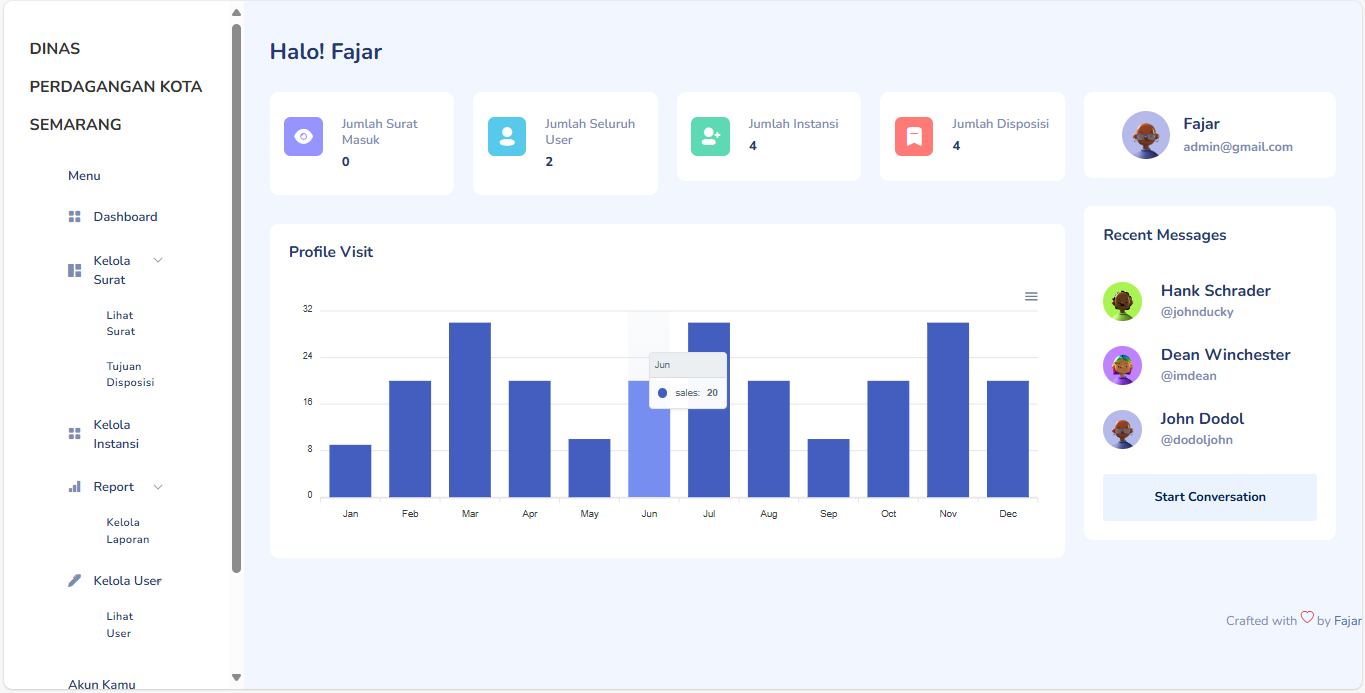 DINAS
PERDAGANGAN KOTA
SEMARANG
Menu
Dashboard
Kelola
Surat
Lihat
Surat
Tujuan
Disposisi
Kelola
Instansi
Report
Kelola
Laporan
Kelola User
Lihat
User
Akun Kamu
Halo! Fajar
Jumlah Surat
Masuk
0
Jumlah Seluruh
User
2
Jumlah Instansi
4
Jumlah Disposisi
4
Fajar
admin@gmail.com
Profile Visit
32
24
16
8
0
Jun
sales: 20
Jan Feb Mar Apr May Jun Jul Aug Sep Oct Nov Dec
Recent Messages
Hank Schrader
@johnducky
Dean Winchester
@imdean
John Dodol
@dodoljohn
Start Conversation
Crafted with by Fajar